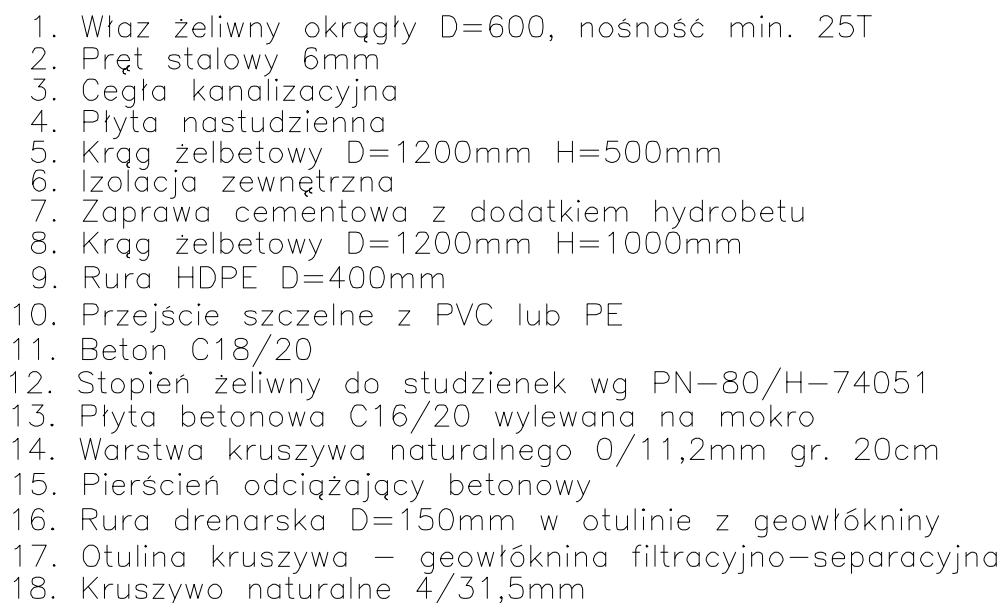 1. Właz żeliwny okrągły D=600, nośność min. 25T
2. Pręt stalowy 6mm
3. Cegła kanalizacyjna
4. Płyta nastudzienna
5. Krąg żelbetowy D=1200mm H=500mm
6. Izolacja zewnętrzna
7. Zaprawa cementowa z dodatkiem hydrobetu
8. Krąg żelbetowy D=1200mm H=1000mm
9. Rura HDPE D=400mm
10. Przejście szczelne z PVC lub PE
11. Beton C18/20
12. Stopień żeliwny do studzienek wg PN–80/H–74051
13. Płyta betonowa C16/20 wylewana na mokro
14. Warstwa kruszywa naturalnego 0/11,2mm gr. 20cm
15. Pierścień odciążający betonowy
16. Rura drenarska D=150mm w otulinie z geowłókniny
17. Otulina kruszywa – geowłóknina filtracyjno–separacyjna
18. Kruszywo naturalne 4/31,5mm